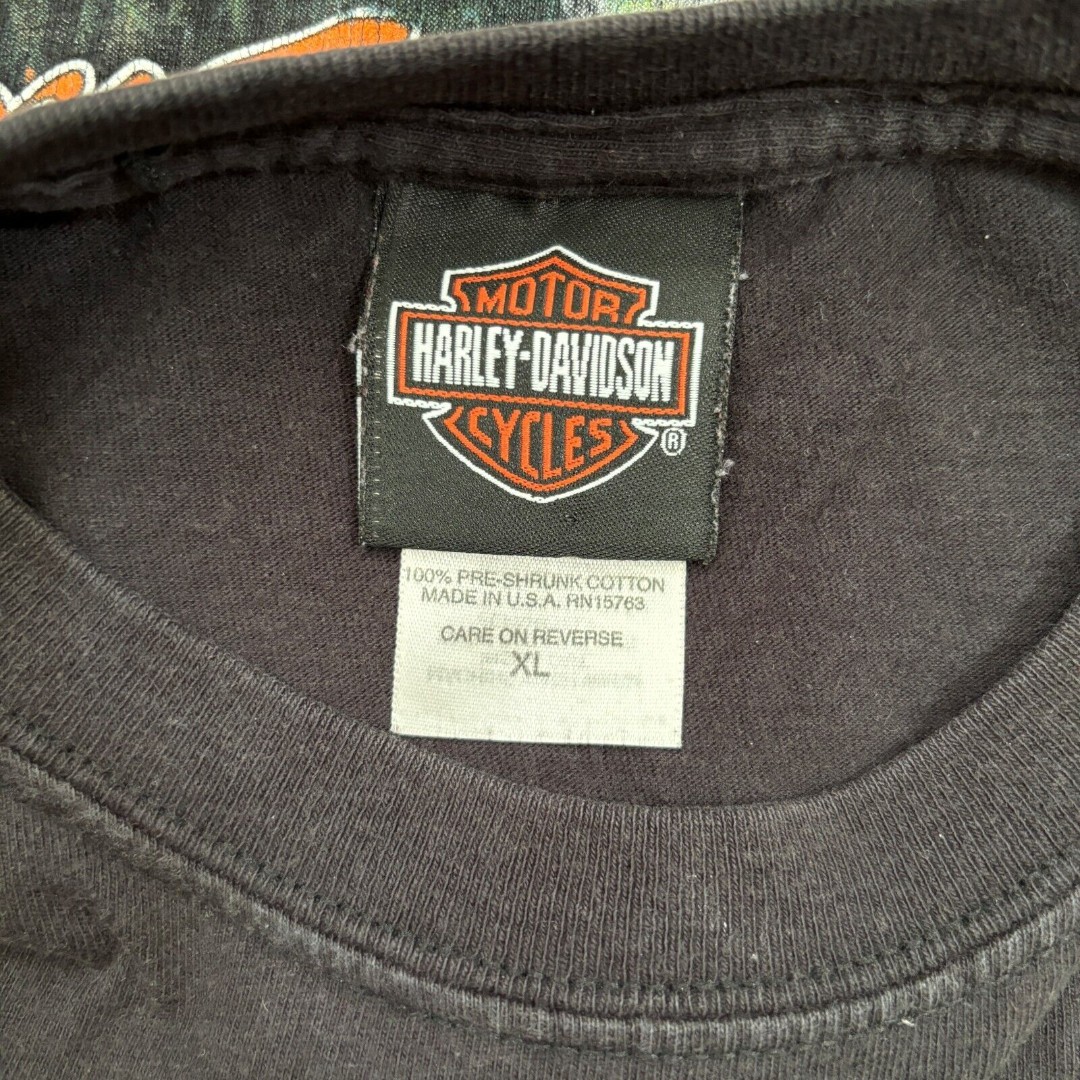 MOTOR
HARLEY-DAVIDSON
CYCLES
®
100% PRE-SHRUNK COTTON
MADE IN U.S.A. RN15763
CARE ON REVERSE
XL